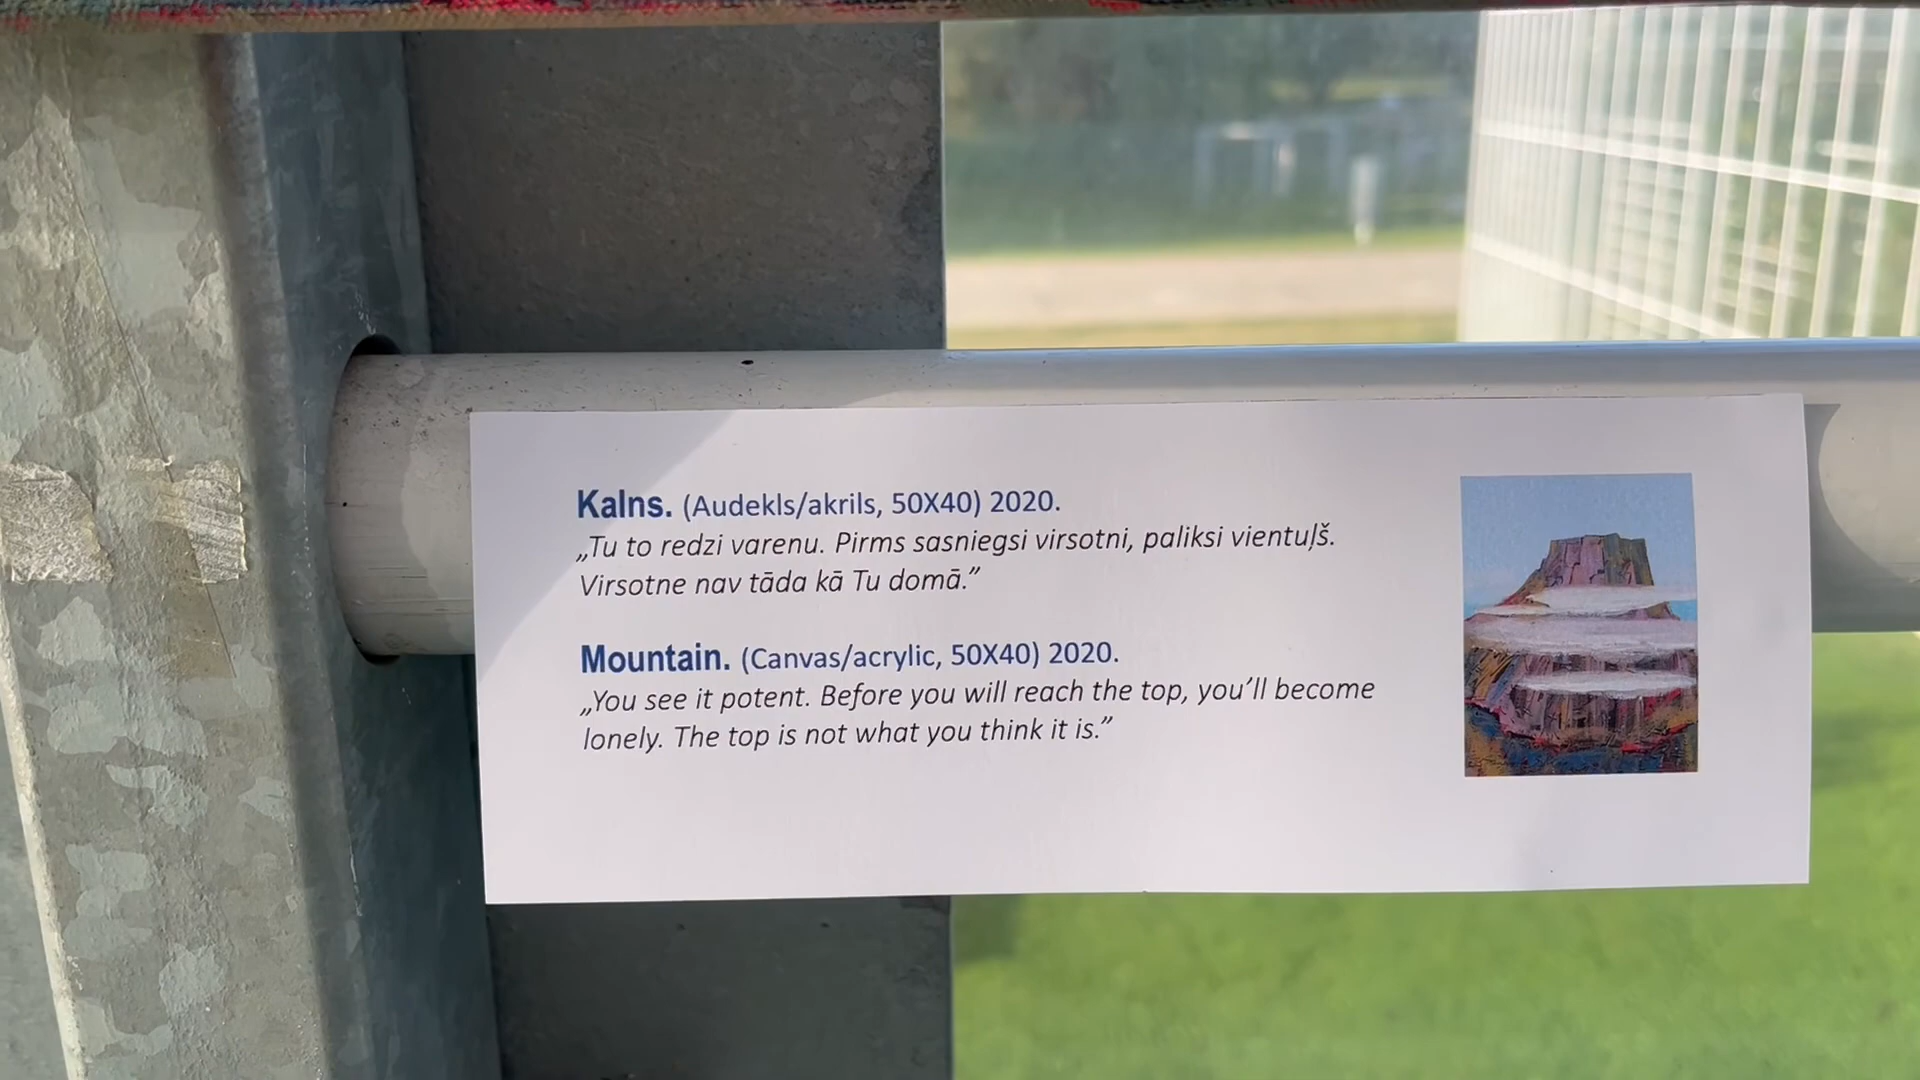 Kalns. (Audekls/akrils, 50X40) 2020.
„Tu to redzi varenu. Pirms sasniegsi virsotni, paliksi vientuļš.
Virsotne nav tāda kā Tu domā.”
Mountain. (Canvas/acrylic, 50X40) 2020.
„You see it potent. Before you will reach the top, you’ll become
lonely. The top is not what you think it is.”